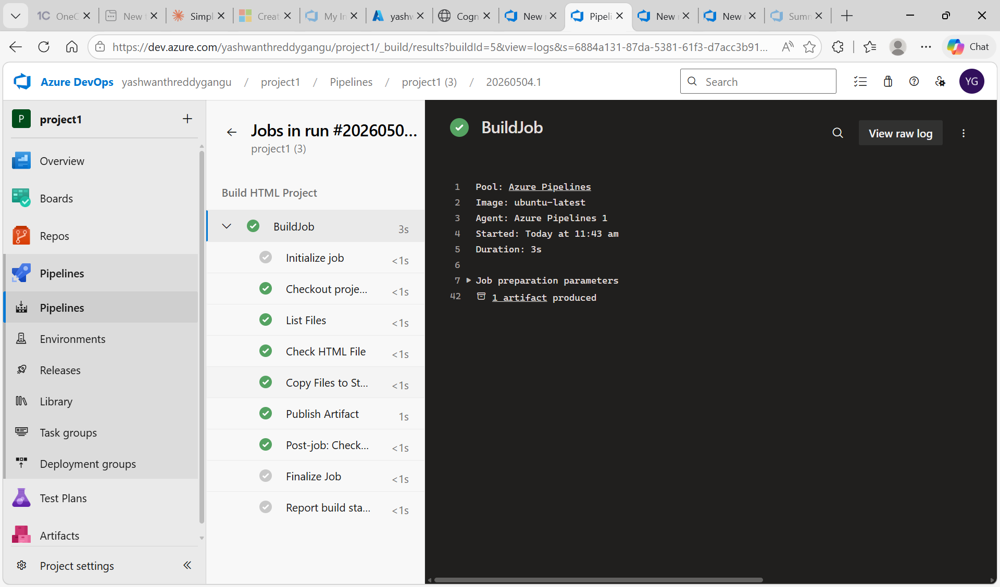 OneC
New t
Simpl
Creat
My In
yashw
Cogn
New
Pipeli
New
New
Sumr
https://dev.azure.com/yashwanthreddygangu/project1/_build/results?buildId=5&view=logs&s=6884a131-87da-5381-61f3-d7acc3b91...
Chat
Azure DevOps
yashwanthreddygangu / project1 / Pipelines / project1 (3) / 20260504.1
Search
YG
P
project1
Overview
Boards
Repos
Pipelines
Pipelines
Environments
Releases
Library
Task groups
Deployment groups
Test Plans
Artifacts
Project settings
Jobs in run #2026050...
project1 (3)
Build HTML Project
BuildJob 3s
Initialize job <1s
Checkout proje... <1s
List Files <1s
Check HTML File <1s
Copy Files to St... <1s
Publish Artifact 1s
Post-job: Check... <1s
Finalize Job <1s
Report build sta... <1s
BuildJob
View raw log
1 Pool: Azure Pipelines
2 Image: ubuntu-latest
3 Agent: Azure Pipelines 1
4 Started: Today at 11:43 am
5 Duration: 3s
6
7 Job preparation parameters
42 1 artifact produced